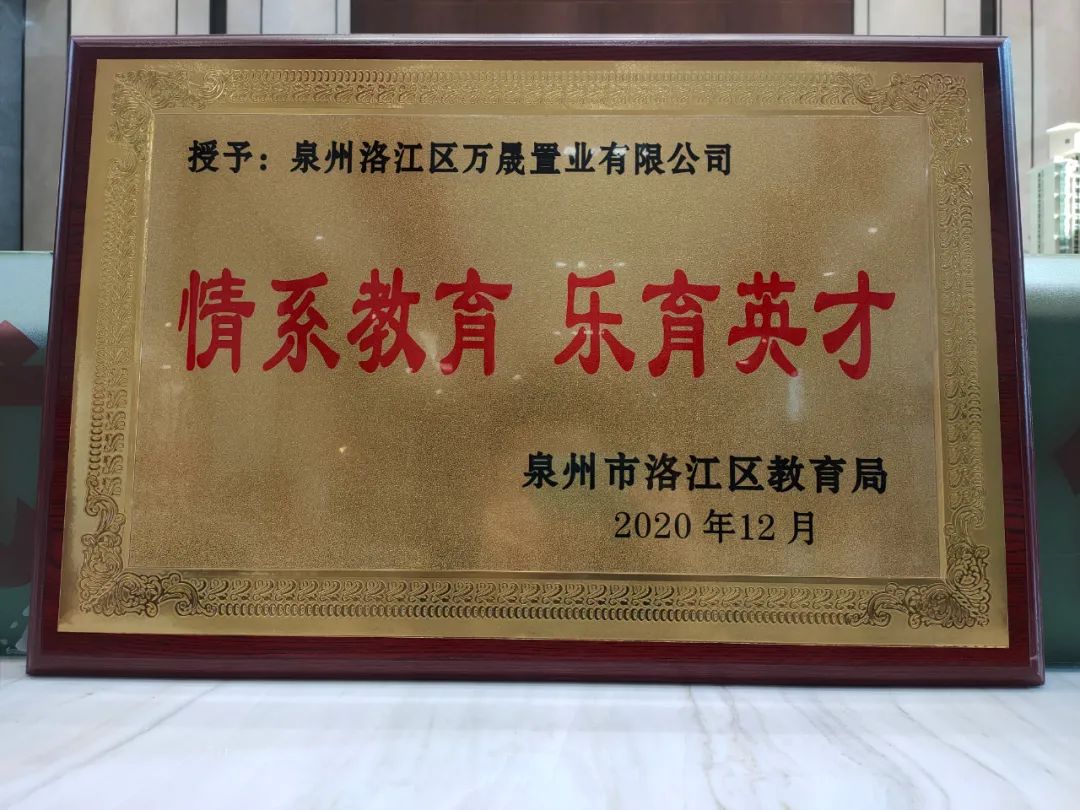 授予：泉州洛江区万晟置业有限公司
情系教育 乐育英才
泉州市洛江区教育局
2020年12月